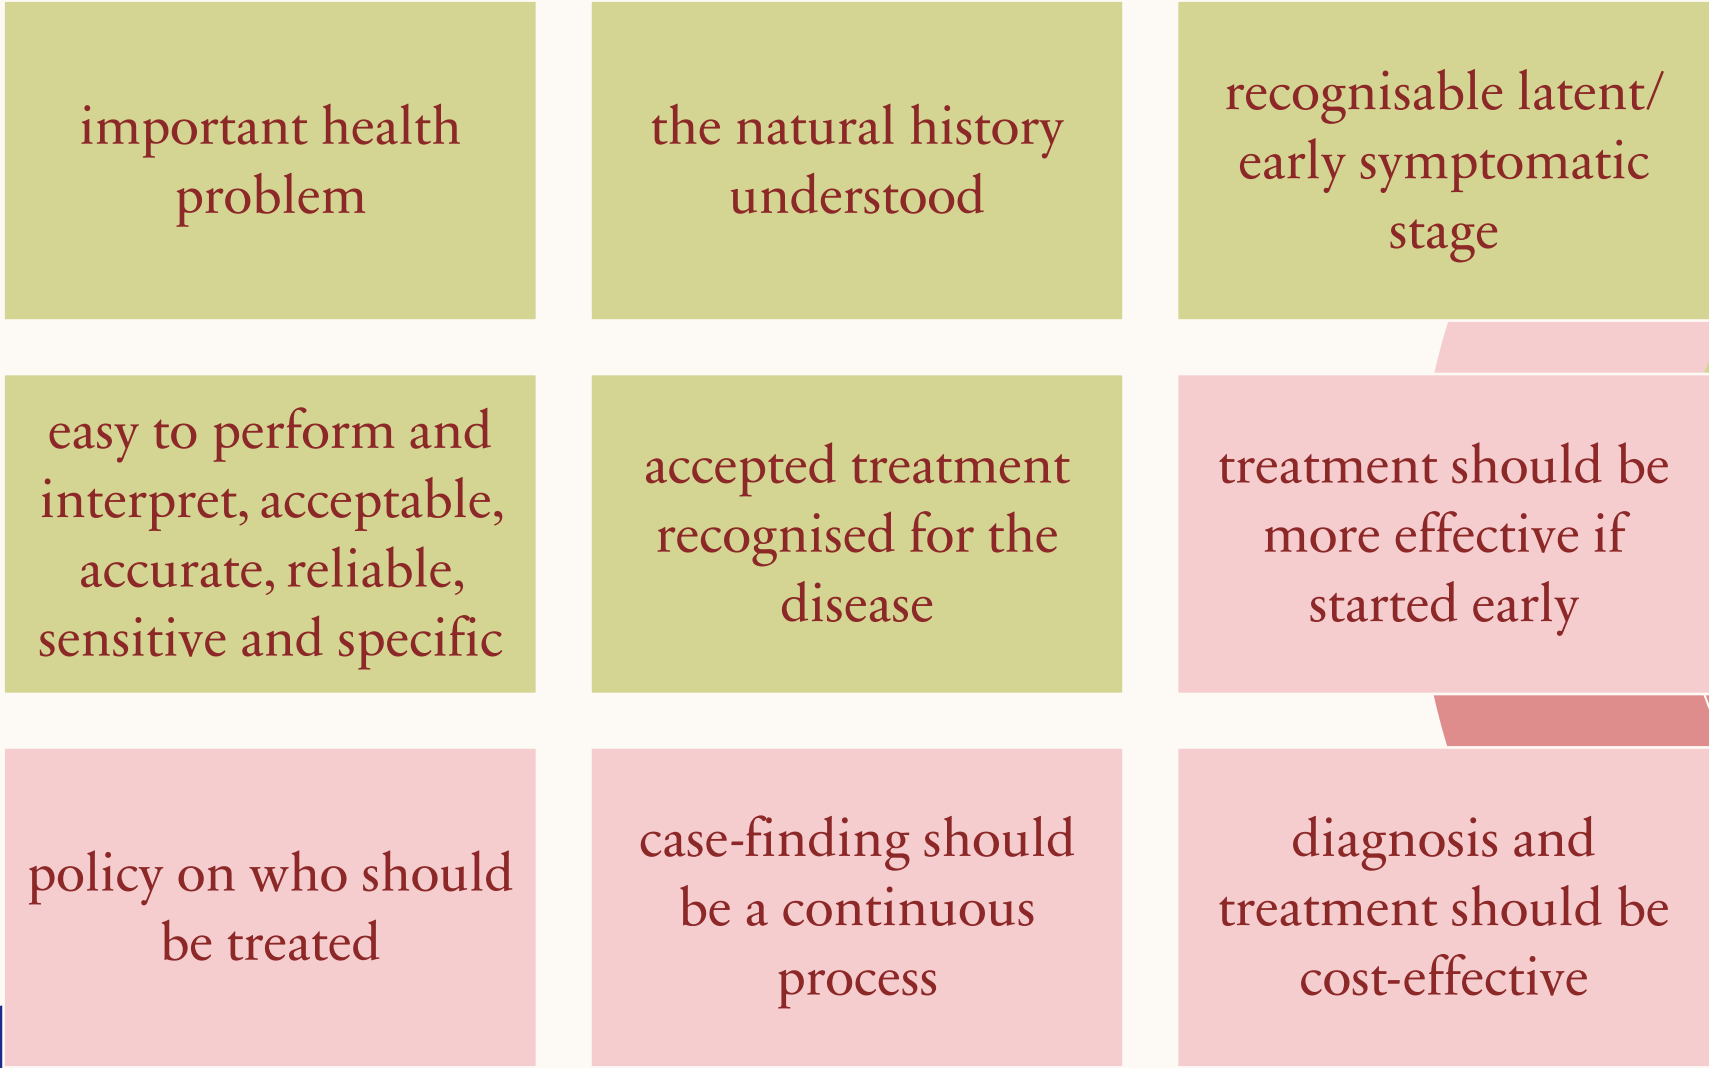 important health
problem
the natural history
understood
recognisable latent/
early symptomatic
stage
easy to perform and
interpret, acceptable,
accurate, reliable,
sensitive and specific
accepted treatment
recognised for the
disease
treatment should be
more effective if
started early
policy on who should
be treated
case-finding should
be a continuous
process
diagnosis and
treatment should be
cost-effective